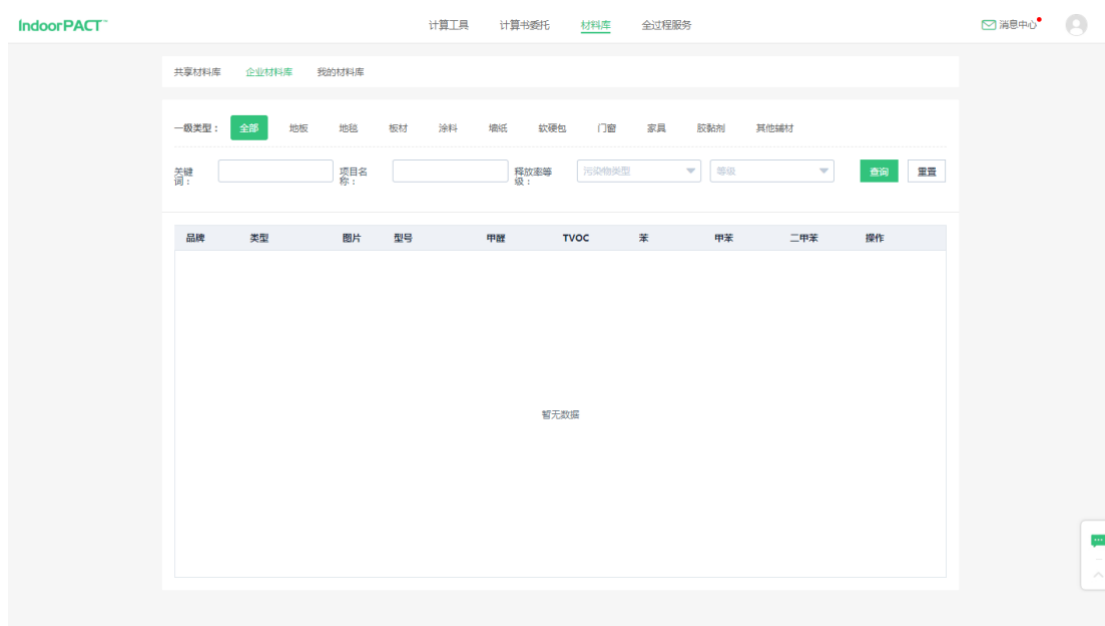 IndoorPACT™ 计算工具 计算书委托 材料库 全过程服务 消息中心
共享材料库 企业材料库 我的材料库
一级类型： 全部 地板 地毯 板材 涂料 墙纸 软硬包 门窗 家具 胶黏剂 其他辅材
关键词： 项目名称： 释放谢等级： 污染物类型 等级 查询 重置
品牌 类型 图片 型号 甲醛 TVOC 苯 甲苯 二甲苯 操作
暂无数据